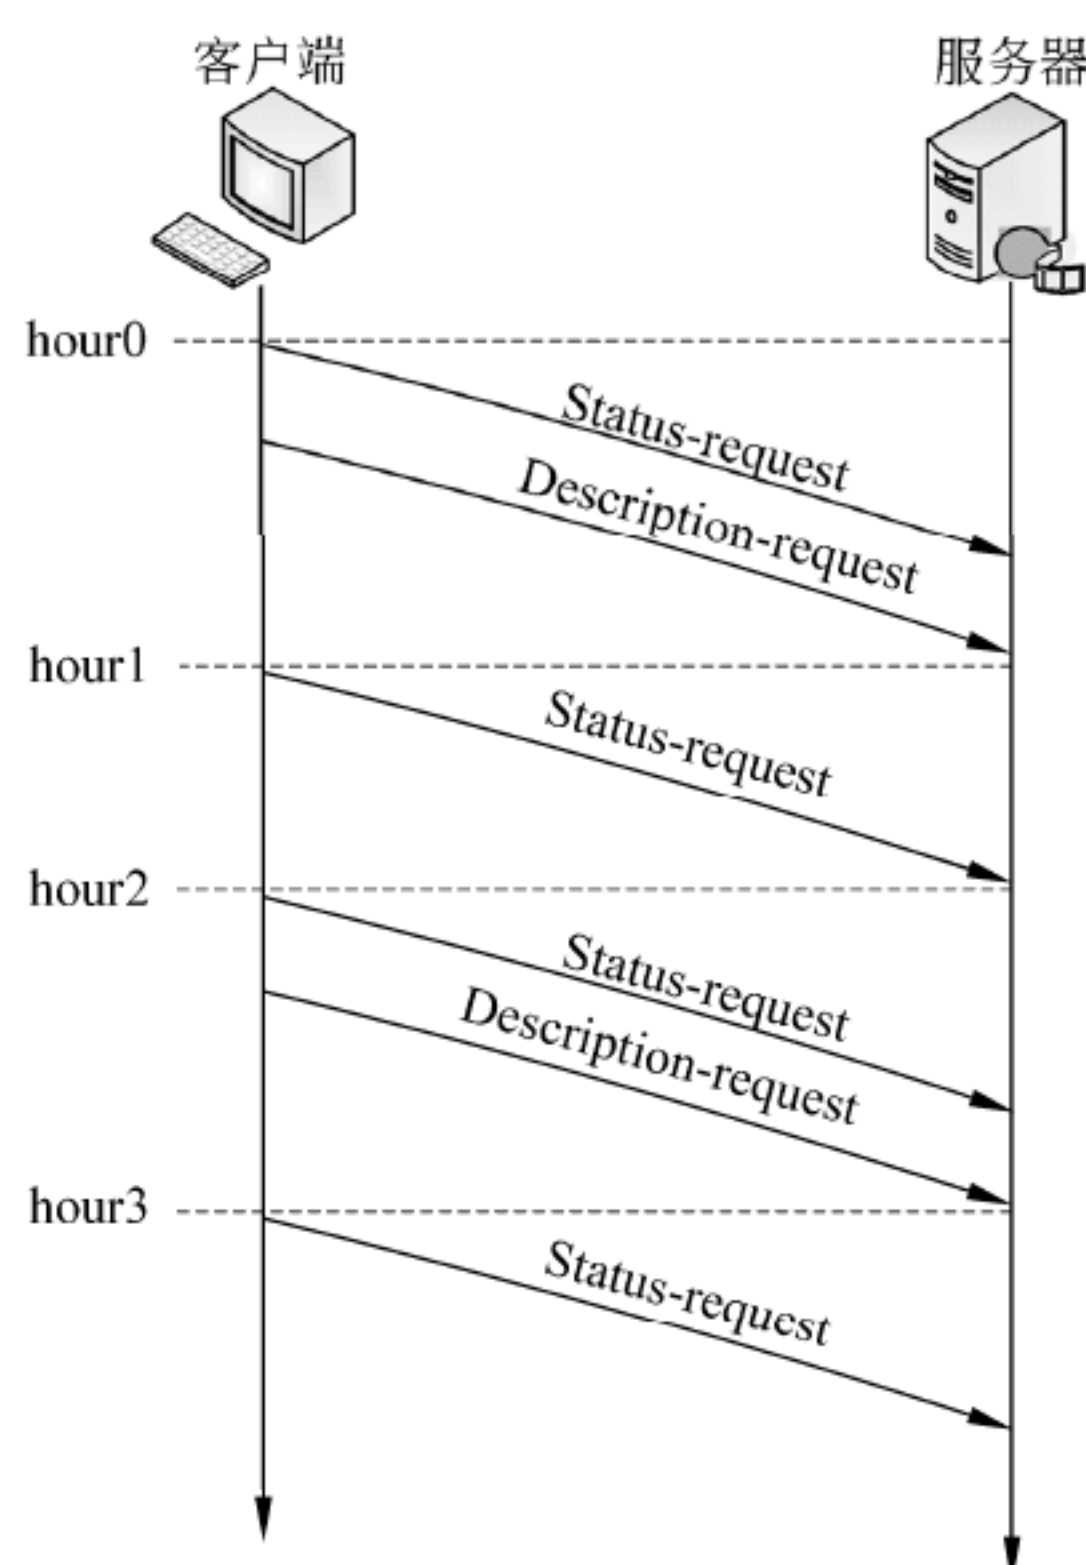 客户端
服务器
hour0
Status-request
Description-request
hour1
Status-request
hour2
Status-request
Description-request
hour3
Status-request